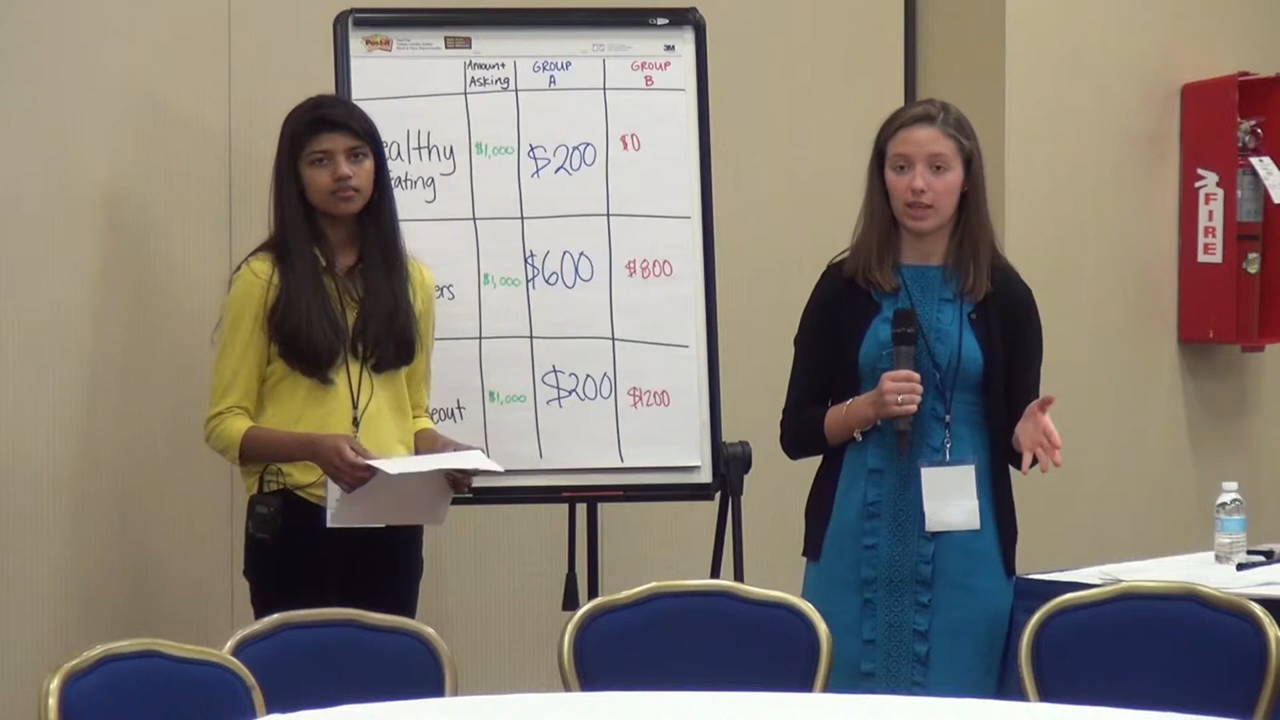 Post-it
3M
Amount GROUP GROUP
Asking A B
ealthy $1,000 $200 $0
ating
ers $1,000 $600 $800
eout $1,000 $200 $1200
FIRE